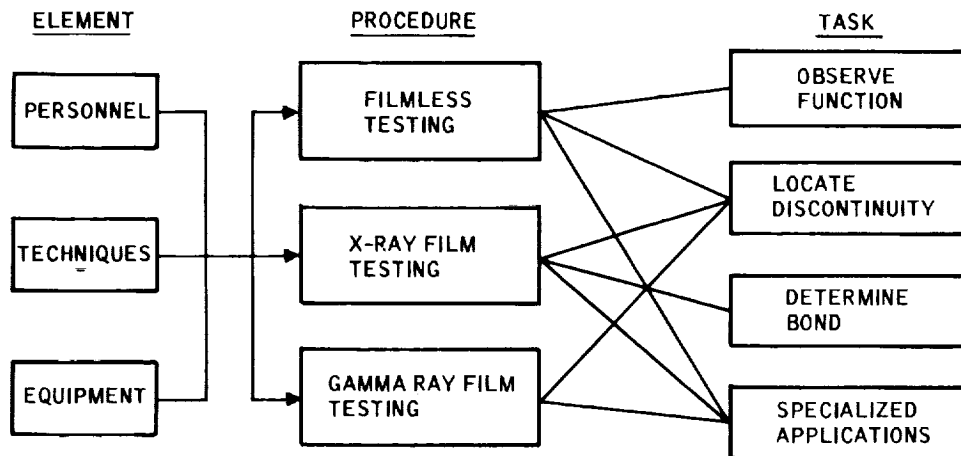 ELEMENT
PERSONNEL
TECHNIQUES
EQUIPMENT
PROCEDURE
FILMLESS
TESTING
X-RAY FILM
TESTING
GAMMA RAY FILM
TESTING
TASK
OBSERVE
FUNCTION
LOCATE
DISCONTINUITY
DETERMINE
BOND
SPECIALIZED
APPLICATIONS